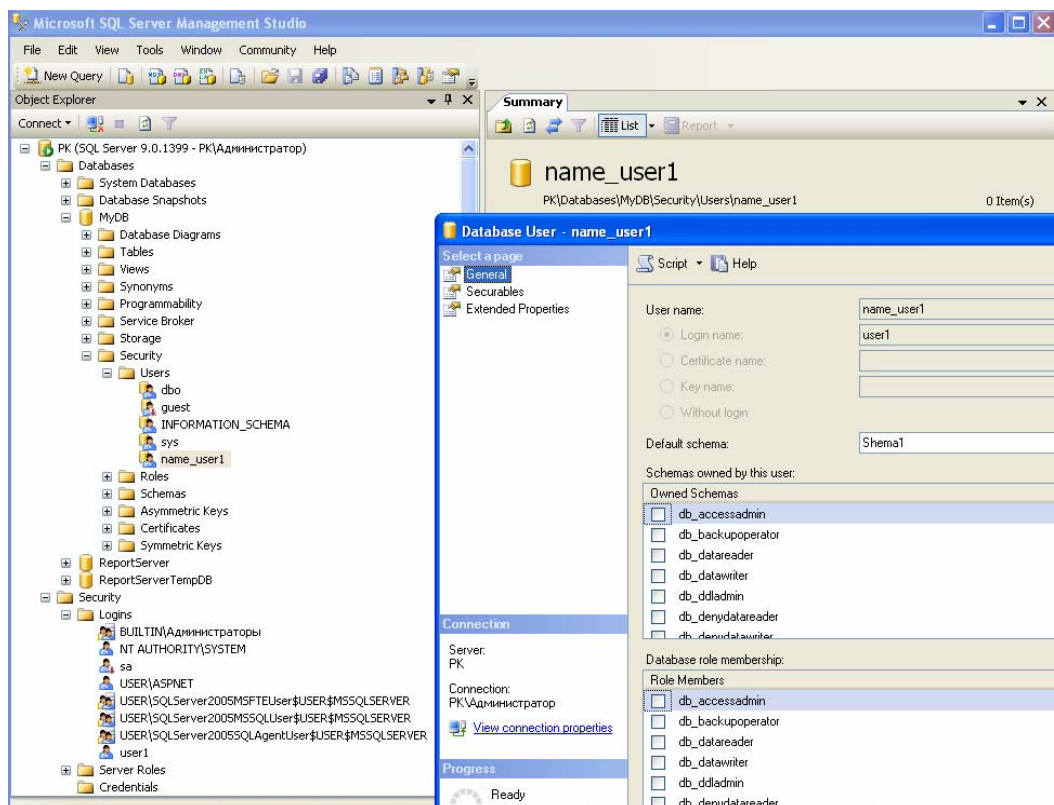 Microsoft SQL Server Management Studio
File Edit View Tools Window Community Help
New Query
Object Explorer
Connect
PK (SQL Server 9.0.1399 - PK\Администратор)
Databases
System Databases
Database Snapshots
MyDB
Database Diagrams
Tables
Views
Synonyms
Programmability
Service Broker
Storage
Security
Users
dbo
guest
INFORMATION_SCHEMA
sys
name_user1
Roles
Schemas
Asymmetric Keys
Certificates
Symmetric Keys
ReportServer
ReportServerTempDB
Security
Logins
BUILTIN\Администраторы
NT AUTHORITY\SYSTEM
sa
USER\ASPNET
USER\SQLServer2005MSFTEUser$USER$MSSQLSERVER
USER\SQLServer2005MSSQLUser$USER$MSSQLSERVER
USER\SQLServer2005SQLAgentUser$USER$MSSQLSERVER
user1
Server Roles
Credentials
Summary
List Report
name_user1
PK\Databases\MyDB\Security\Users\name_user1 0 Item(s)
Database User - name_user1
Select a page
General
Securables
Extended Properties
Connection
Server:
PK
Connection:
PK\Администратор
View connection properties
Progress
Ready
Script Help
User name: name_user1
Login name: user1
Certificate name:
Key name:
Without login
Default schema: Shema1
Schemas owned by this user:
Owned Schemas
db_accessadmin
db_backupoperator
db_datareader
db_datawriter
db_ddladmin
db_denydatareader
db_denydatawriter
Database role membership:
Role Members
db_accessadmin
db_backupoperator
db_datareader
db_datawriter
db_ddladmin
db_denydatareader